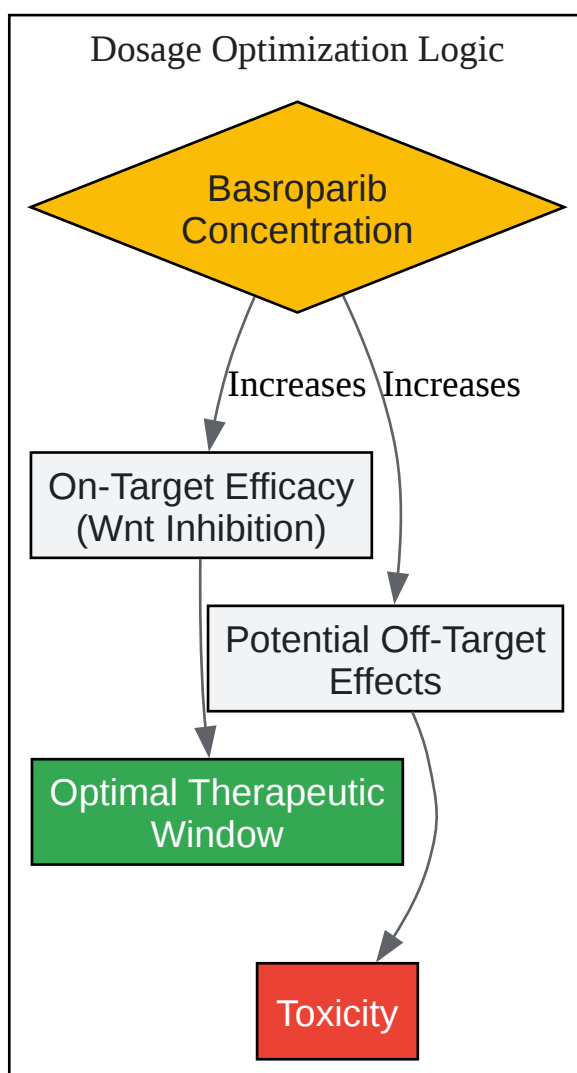 Dosage Optimization Logic
Basroparib
Concentration
Increases
Increases
On-Target Efficacy
(Wnt Inhibition)
Potential Off-Target
Effects
Optimal Therapeutic
Window
Toxicity